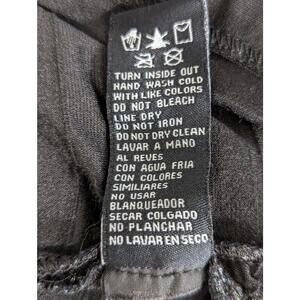 TURN INSIDE OUT
HAND WASH COLD
WITH LIKE COLORS
DO NOT BLEACH
LINE DRY
DO NOT IRON
DO NOT DRY CLEAN
LAVAR A MANO
AL REVES
CON AGUA FRIA
CON COLORES
SIMILIARES
NO USAR
BLANQUEADOR
SECAR COLGADO
NO PLANCHAR
NO LAVAR EN SECO